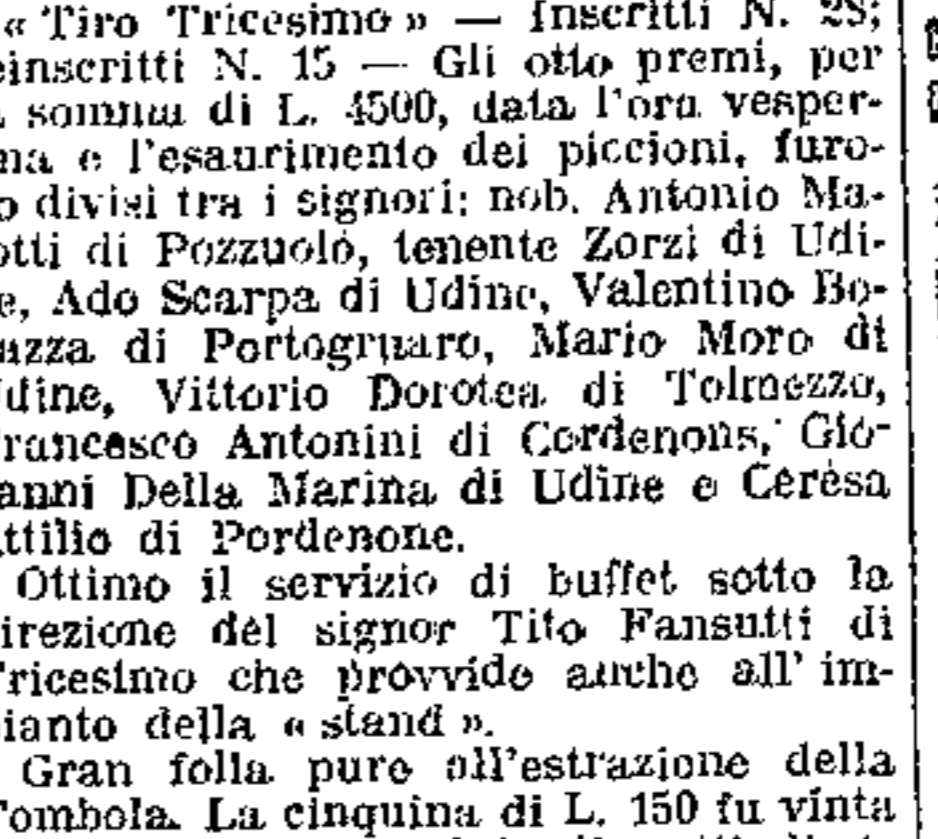 « Tiro Tricesimo » — Inscritti N. 28;
einscritti N. 15 — Gli otto premi, per
somma di L. 4500, data l'ora vesper-
na e l'esaurimento dei piccioni, furo-
o divisi tra i signori: nob. Antonio Ma-
otti di Pozzuolo, tenente Zorzi di Udi-
e, Ado Scarpa di Udine, Valentino Bo-
azza di Portogruaro, Mario Moro di
dine, Vittorio Dorotea di Tolmezzo,
rancesco Antonini di Cordenons, Gio-
anni Della Marina di Udine e Cerèsa
ttilio di Pordenone.
Ottimo il servizio di buffet sotto la
irezione del signor Tito Fansutti di
ricesimo che provvide anche all'im-
ianto della « stand ».
Gran folla pure all'estrazione della
ombola. La cinquina di L. 150 fu vinta